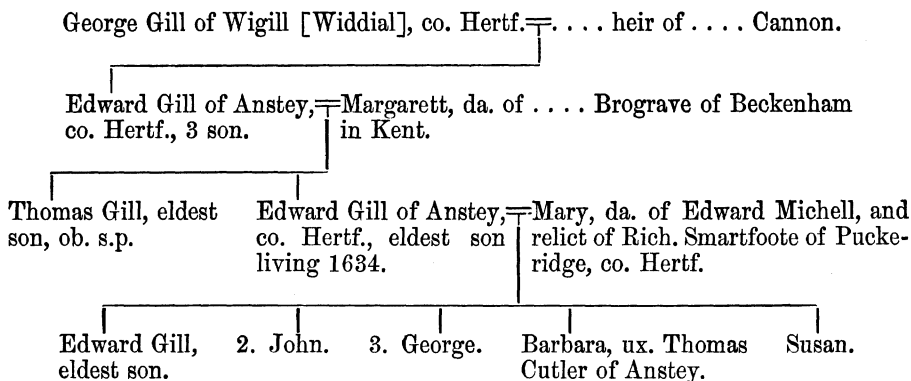 George Gill of Wigill [Widdial], co. Hertf.=. . . . heir of . . . . Cannon.
Edward Gill of Anstey,=Margarett, da. of . . . . Brograve of Beckenham
co. Hertf., 3 son. in Kent.
Thomas Gill, eldest Edward Gill of Anstey,=Mary, da. of Edward Michell, and
son, ob. s.p. co. Hertf., eldest son relict of Rich. Smartfoote of Pucke-
living 1634. ridge, co. Hertf.
Edward Gill, 2. John. 3. George. Barbara, ux. Thomas Susan.
eldest son. Cutler of Anstey.